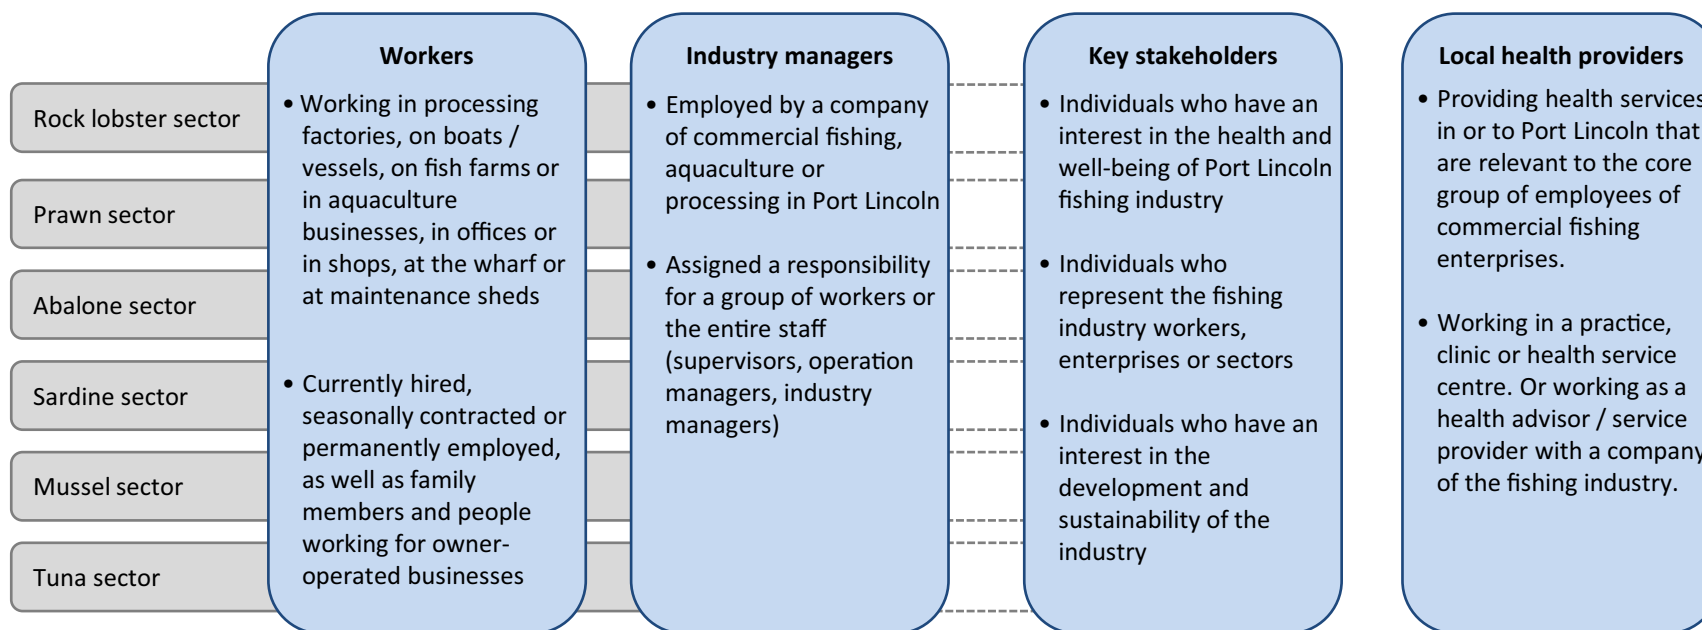 Rock lobster sector
Prawn sector
Abalone sector
Sardine sector
Mussel sector
Tuna sector
Workers
• Working in processing
factories, on boats /
vessels, on fish farms or
in aquaculture
businesses, in offices or
in shops, at the wharf or
at maintenance sheds
• Currently hired,
seasonally contracted or
permanently employed,
as well as family
members and people
working for owner-
operated businesses
Industry managers
• Employed by a company
of commercial fishing,
aquaculture or
processing in Port Lincoln
• Assigned a responsibility
for a group of workers or
the entire staff
(supervisors, operation
managers, industry
managers)
Key stakeholders
• Individuals who have an
interest in the health and
well-being of Port Lincoln
fishing industry
• Individuals who
represent the fishing
industry workers,
enterprises or sectors
• Individuals who have an
interest in the
development and
sustainability of the
industry
Local health providers
• Providing health services
in or to Port Lincoln that
are relevant to the core
group of employees of
commercial fishing
enterprises.
• Working in a practice,
clinic or health service
centre. Or working as a
health advisor / service
provider with a company
of the fishing industry.